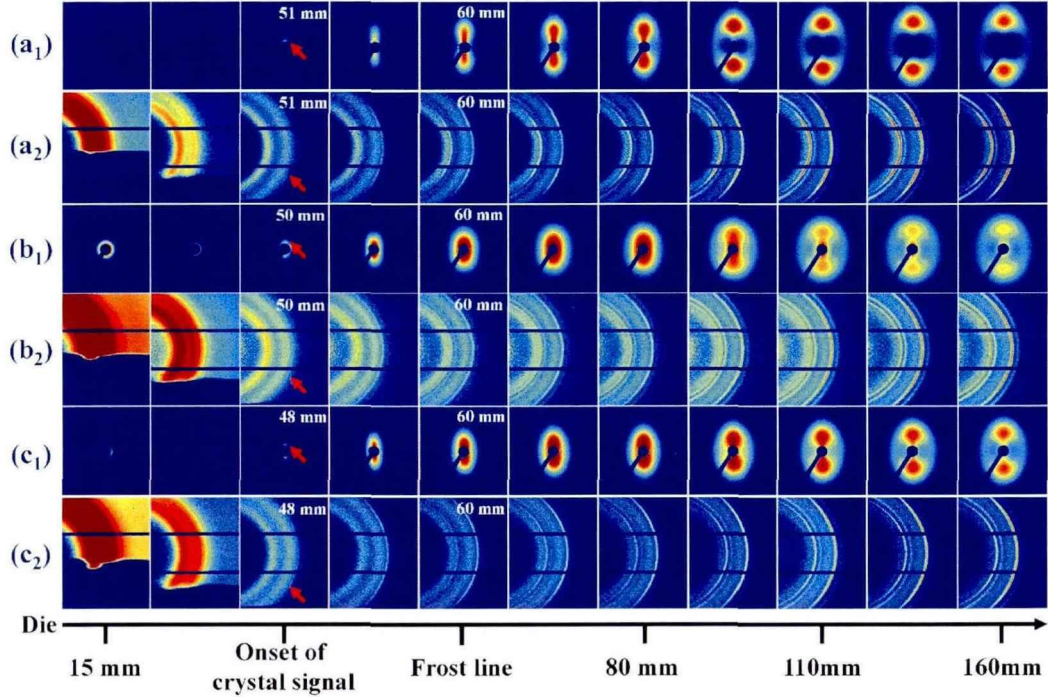 (a1) 51 mm 60 mm
(a2) 51 mm 60 mm
(b1) 50 mm 60 mm
(b2) 50 mm 60 mm
(c1) 48 mm 60 mm
(c2) 48 mm 60 mm
Die
15 mm Onset of crystal signal Frost line 80 mm 110mm 160mm